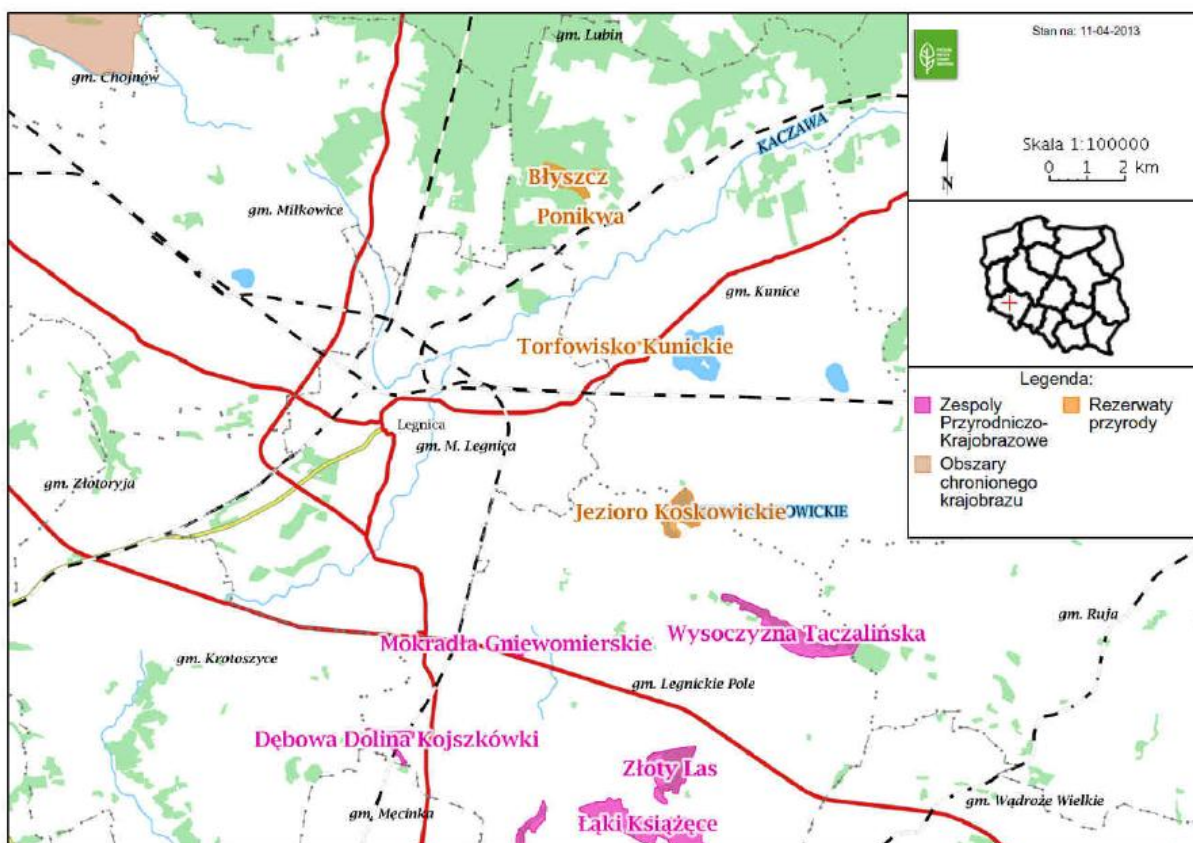 gm. Lubin
gm. Chojnów
KACZAWA
Błyszcz
Ponikwa
gm. Miłkowice
gm. Kunice
Torfowisko Kunickie
Legnica
gm. M. Legnica
gm. Złotoryja
Jezioro Koskowickie
OWICKIE
gm. Ruja
Wysoczyzna Taczalińska
Mokradła Gniewomierskie
gm. Krotoszyce
gm. Legnickie Pole
Dębowa Dolina Kojszkówki
Złoty Las
gm. Wądroże Wielkie
gm. Męcinka
Łąki Książęce
Stan na: 11-04-2013
Skala 1:100000
0 1 2 km
N
Legenda:
Zespoly
Przyrodniczo-
Krajobrazowe
Rezerwaty
przyrody
Obszary
chronionego
krajobrazu